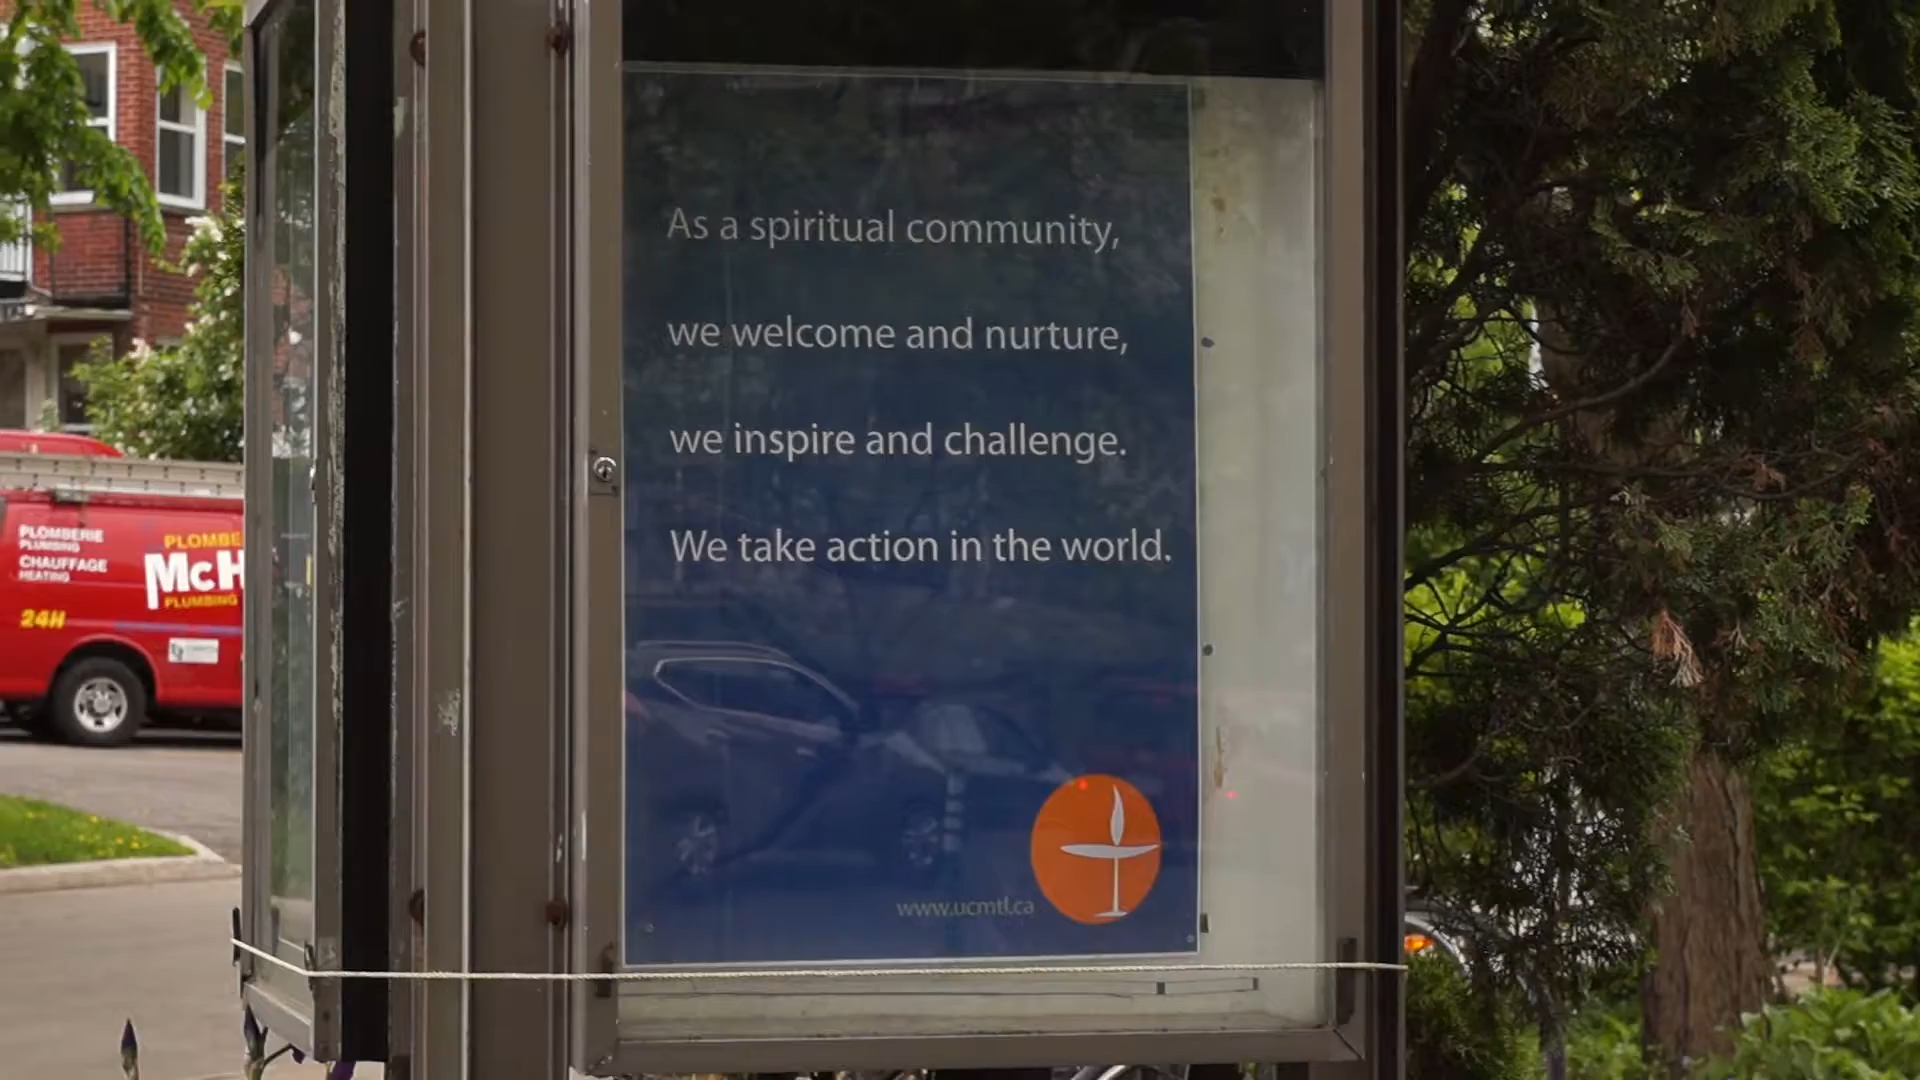 As a spiritual community,
we welcome and nurture,
we inspire and challenge.
We take action in the world.
www.ucmtl.ca
PLOMBERIE
PLUMBING
CHAUFFAGE
HEATING
24H
PLOMBE
McH
PLUMBING